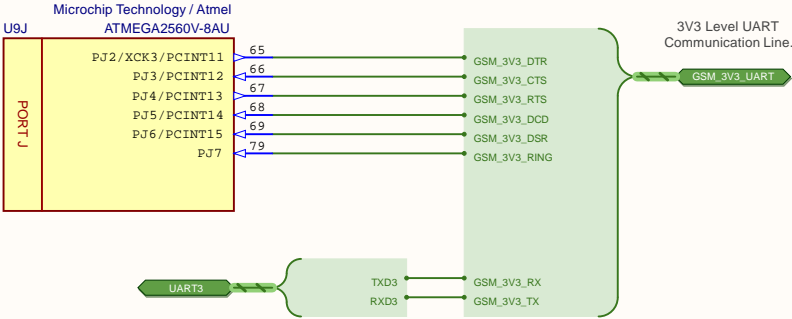 Microchip Technology / Atmel
U9J ATMEGA2560V-8AU
3V3 Level UART
Communication Line.
PORT J
PJ2/XCK3/PCINT11 65 GSM_3V3_DTR
PJ3/PCINT12 66 GSM_3V3_CTS
PJ4/PCINT13 67 GSM_3V3_RTS
PJ5/PCINT14 68 GSM_3V3_DCD
PJ6/PCINT15 69 GSM_3V3_DSR
PJ7 79 GSM_3V3_RING
GSM_3V3_UART
UART3
TXD3 GSM_3V3_RX
RXD3 GSM_3V3_TX